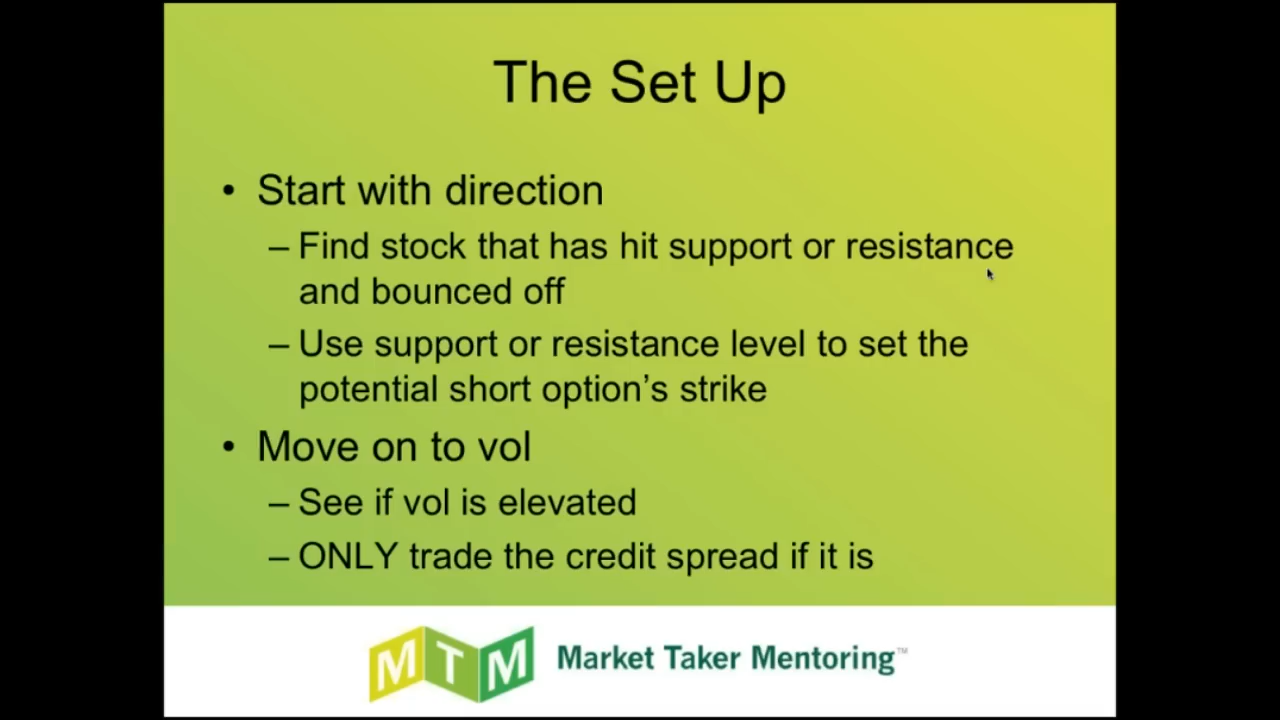 The Set Up
• Start with direction
– Find stock that has hit support or resistance
and bounced off
– Use support or resistance level to set the
potential short option’s strike
• Move on to vol
– See if vol is elevated
– ONLY trade the credit spread if it is
MTM Market Taker Mentoring™